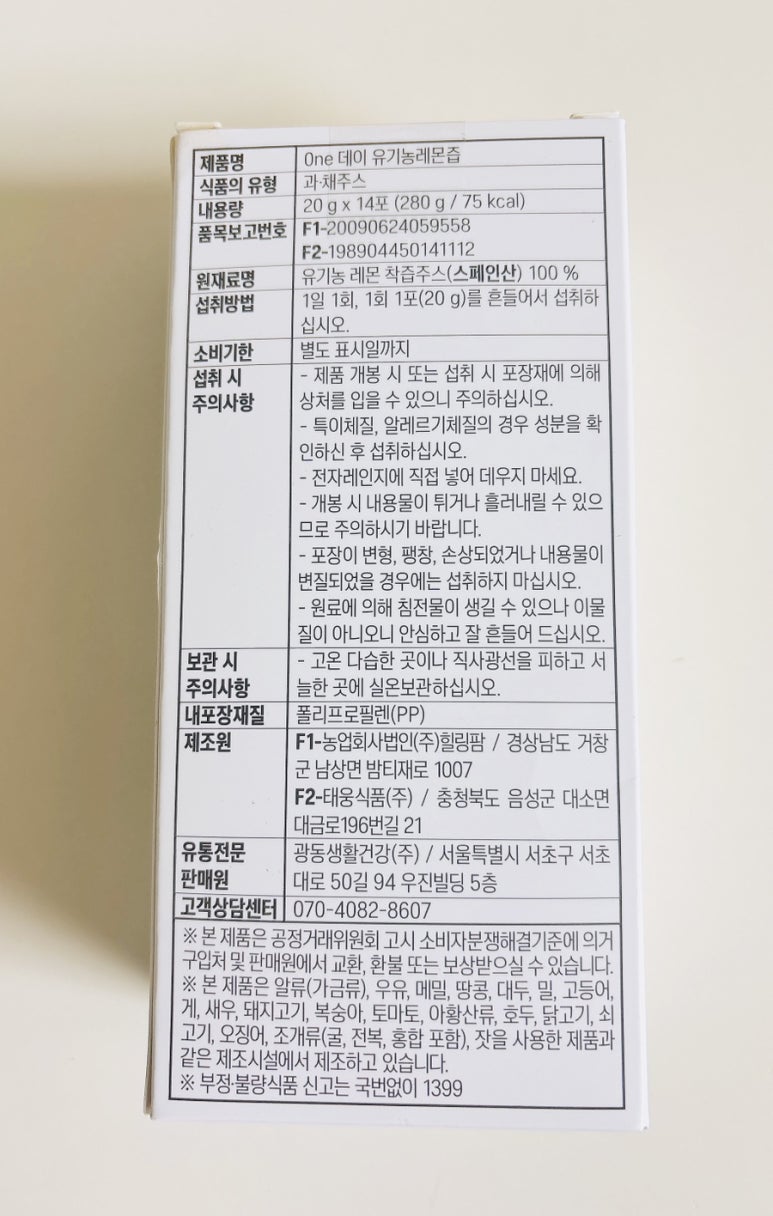 제품명 One 데이 유기농레몬즙
식품의 유형 과·채주스
내용량 20 g x 14포 (280 g / 75 kcal)
품목보고번호 F1-20090624059558
F2-198904450141112
원재료명 유기농 레몬 착즙주스(스페인산) 100 %
섭취방법 1일 1회, 1회 1포(20 g)를 흔들어서 섭취하
십시오.
소비기한 별도 표시일까지
섭취 시 - 제품 개봉 시 또는 섭취 시 포장재에 의해
주의사항 상처를 입을 수 있으니 주의하십시오.
- 특이체질, 알레르기체질의 경우 성분을 확
인하신 후 섭취하십시오.
- 전자레인지에 직접 넣어 데우지 마세요.
- 개봉 시 내용물이 튀거나 흘러내릴 수 있으
므로 주의하시기 바랍니다.
- 포장이 변형, 팽창, 손상되었거나 내용물이
변질되었을 경우에는 섭취하지 마십시오.
- 원료에 의해 침전물이 생길 수 있으나 이물
질이 아니오니 안심하고 잘 흔들어 드십시오.
보관 시 - 고온 다습한 곳이나 직사광선을 피하고 서
주의사항 늘한 곳에 실온보관하십시오.
내포장재질 폴리프로필렌(PP)
제조원 F1-농업회사법인(주)힐링팜 / 경상남도 거창
군 남상면 밤티재로 1007
F2-태웅식품(주) / 충청북도 음성군 대소면
대금로196번길 21
유통전문 광동생활건강(주) / 서울특별시 서초구 서초
판매원 대로 50길 94 우진빌딩 5층
고객상담센터 070-4082-8607
※ 본 제품은 공정거래위원회 고시 소비자분쟁해결기준에 의거
구입처 및 판매원에서 교환, 환불 또는 보상받으실 수 있습니다.
※ 본 제품은 알류(가금류), 우유, 메밀, 땅콩, 대두, 밀, 고등어,
게, 새우, 돼지고기, 복숭아, 토마토, 아황산류, 호두, 닭고기, 쇠
고기, 오징어, 조개류(굴, 전복, 홍합 포함), 잣을 사용한 제품과
같은 제조시설에서 제조하고 있습니다.
※ 부정·불량식품 신고는 국번없이 1399